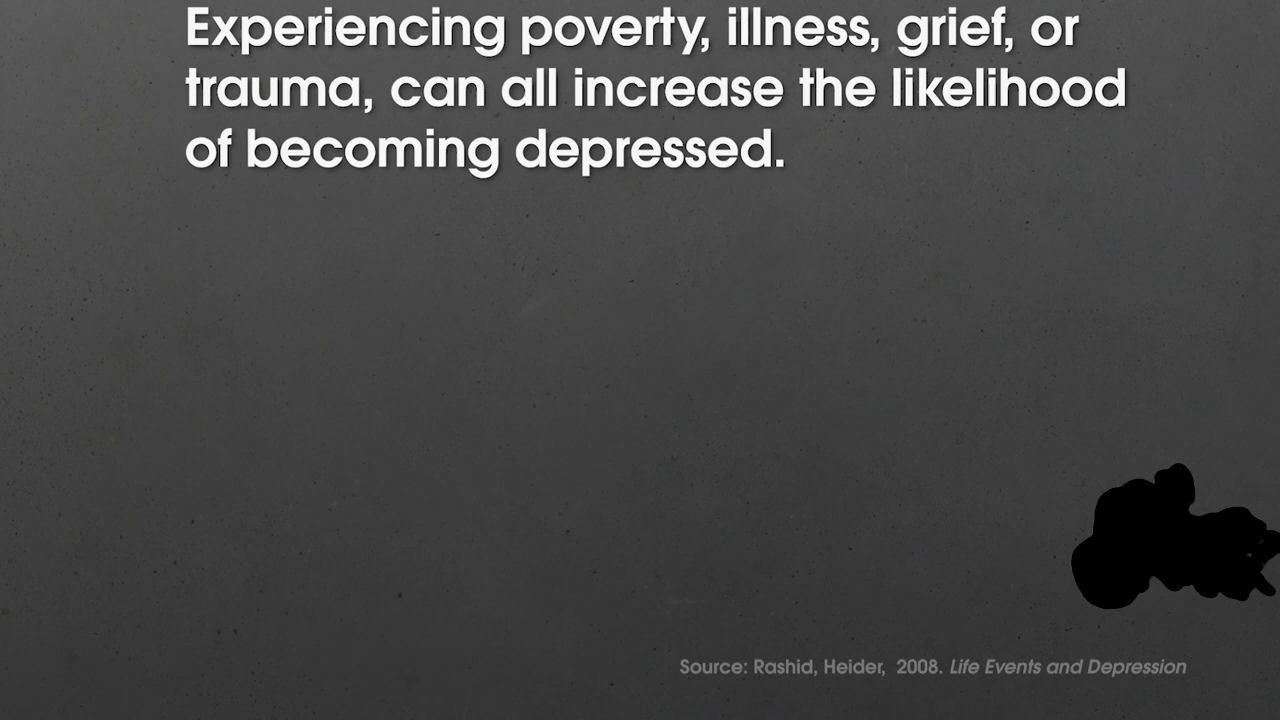 Experiencing poverty, illness, grief, or
trauma, can all increase the likelihood
of becoming depressed.
Source: Rashid, Heider,  2008. Life Events and Depression